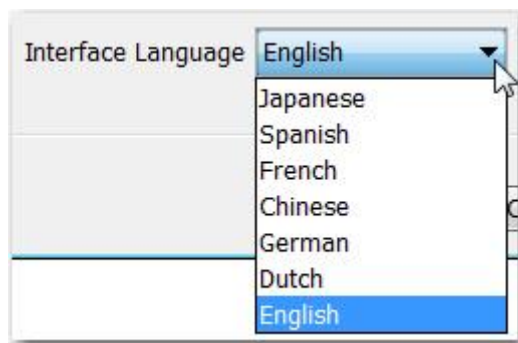 Interface Language English
Japanese
Spanish
French
Chinese
German
Dutch
English